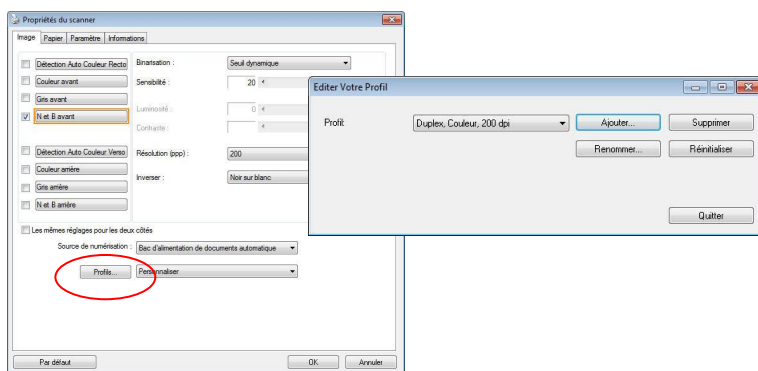 Propriétés du scanner
Image Papier Paramètre Informations
Détection Auto Couleur Recto
Couleur avant
Gris avant
N et B avant
Détection Auto Couleur Verso
Couleur arrière
Gris arrière
N et B arrière
Binarisation : Seuil dynamique
Sensibilité : 20
Luminosité : 0
Contraste :
Résolution (ppp) : 200
Inverser : Noir sur blanc
Les mêmes réglages pour les deux côtés
Source de numérisation : Bac d'alimentation de documents automatique
Profils... Personnaliser
Par défaut OK Annuler
Editer Votre Profil
Profil: Duplex, Couleur, 200 dpi Ajouter... Supprimer
Renommer... Réinitialiser
Quitter